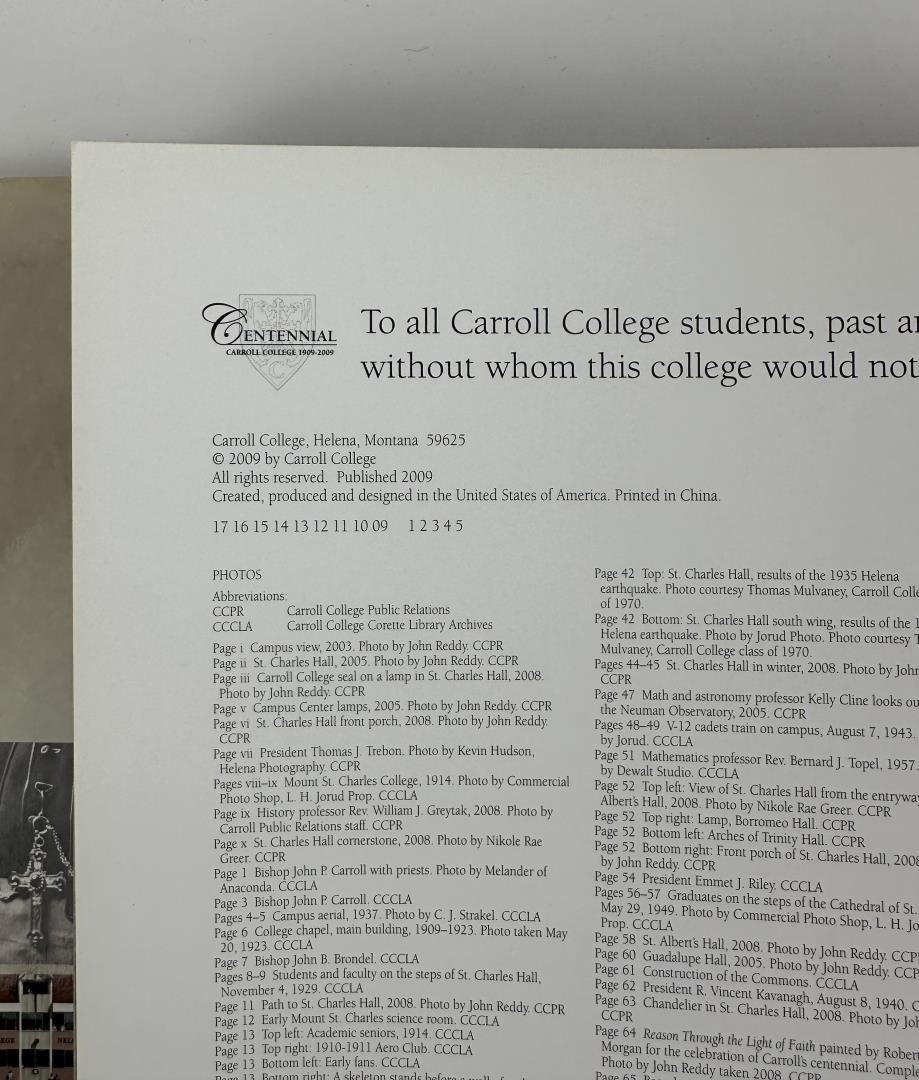 CENTENNIAL
CARROLL COLLEGE 1909-2009
C
To all Carroll College students, past
without whom this college would not
Carroll College, Helena, Montana 59625
© 2009 by Carroll College
All rights reserved. Published 2009
Created, produced and designed in the United States of America. Printed in China.
17 16 15 14 13 12 11 10 09 1 2 3 4 5
PHOTOS
Abbreviations:
CCPR Carroll College Public Relations
CCCLA Carroll College Corette Library Archives
Page i Campus view, 2003. Photo by John Reddy. CCPR
Page ii St. Charles Hall, 2005. Photo by John Reddy. CCPR
Page iii Carroll College seal on a lamp in St. Charles Hall, 2008.
Photo by John Reddy. CCPR
Page v Campus Center lamps, 2005. Photo by John Reddy. CCPR
Page vi St. Charles Hall front porch, 2008. Photo by John Reddy.
CCPR
Page vii President Thomas J. Trebon. Photo by Kevin Hudson,
Helena Photography. CCPR
Pages viii–ix Mount St. Charles College, 1914. Photo by Commercial
Photo Shop, L. H. Jorud Prop. CCCLA
Page ix History professor Rev. William J. Greytak, 2008. Photo by
Carroll Public Relations staff. CCPR
Page x St. Charles Hall cornerstone, 2008. Photo by Nikole Rae
Greer. CCPR
Page 1 Bishop John P. Carroll with priests. Photo by Melander of
Anaconda. CCCLA
Page 3 Bishop John P. Carroll. CCCLA
Pages 4–5 Campus aerial, 1937. Photo by C. J. Strakel. CCCLA
Page 6 College chapel, main building, 1909–1923. Photo taken May
20, 1923. CCCLA
Page 7 Bishop John B. Brondel. CCCLA
Pages 8–9 Students and faculty on the steps of St. Charles Hall,
November 4, 1929. CCCLA
Page 11 Path to St. Charles Hall, 2008. Photo by John Reddy. CCPR
Page 12 Early Mount St. Charles science room. CCCLA
Page 13 Top left: Academic seniors, 1914. CCCLA
Page 13 Top right: 1910-1911 Aero Club. CCCLA
Page 13 Bottom left: Early fans. CCCLA
Page 13 Bottom right: A skeleton stands before a
Page 42 Top: St. Charles Hall, results of the 1935 Helena
earthquake. Photo courtesy Thomas Mulvaney, Carroll
of 1970.
Page 42 Bottom: St. Charles Hall south wing, results of the
Helena earthquake. Photo by Jorud Photo. Photo courtesy
Mulvaney, Carroll College class of 1970.
Pages 44–45 St. Charles Hall in winter, 2008. Photo by
CCPR
Page 47 Math and astronomy professor Kelly Cline looks
the Neuman Observatory, 2005. CCPR
Pages 48–49 V-12 cadets train on campus, August 7, 1943.
by Jorud. CCCLA
Page 51 Mathematics professor Rev. Bernard J. Topel, 1957.
by Dewalt Studio. CCCLA
Page 52 Top left: View of St. Charles Hall from the
Albert's Hall, 2008. Photo by Nikole Rae Greer. CCPR
Page 52 Top right: Lamp, Borromeo Hall. CCPR
Page 52 Bottom left: Arches of Trinity Hall. CCPR
Page 52 Bottom right: Front porch of St. Charles Hall,
by John Reddy. CCPR
Page 54 President Emmet J. Riley. CCCLA
Pages 56–57 Graduates on the steps of the Cathedral of St.
May 29, 1949. Photo by Commercial Photo Shop, L. H.
Prop. CCCLA
Page 58 St. Albert's Hall, 2008. Photo by John Reddy.
Page 60 Guadalupe Hall, 2005. Photo by John Reddy.
Page 61 Construction of the Commons. CCCLA
Page 62 President R. Vincent Kavanagh, August 8, 1940.
Page 63 Chandelier in St. Charles Hall, 2008. Photo by
CCPR
Page 64 Reason Through the Light of Faith painted by
Morgan for the celebration of Carroll's centennial.
Photo by John Reddy taken 2008. CCPR
Page 65